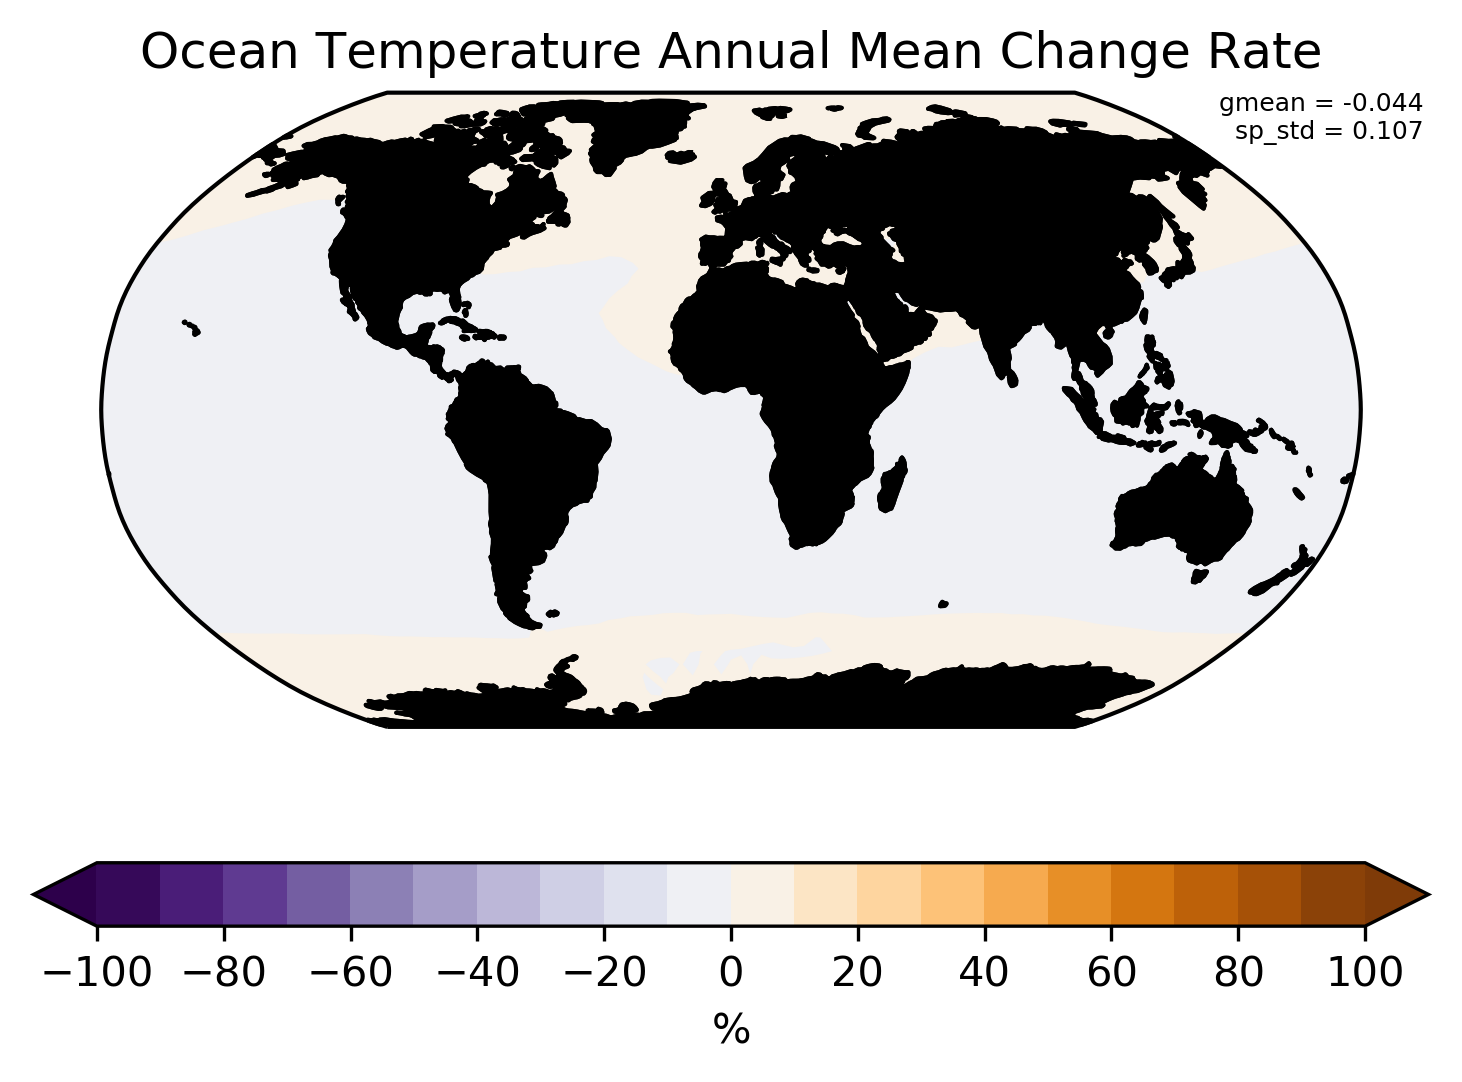 Ocean Temperature Annual Mean Change Rate
gmean = -0.044
sp_std = 0.107
−100 −80 −60 −40 −20 0 20 40 60 80 100
%